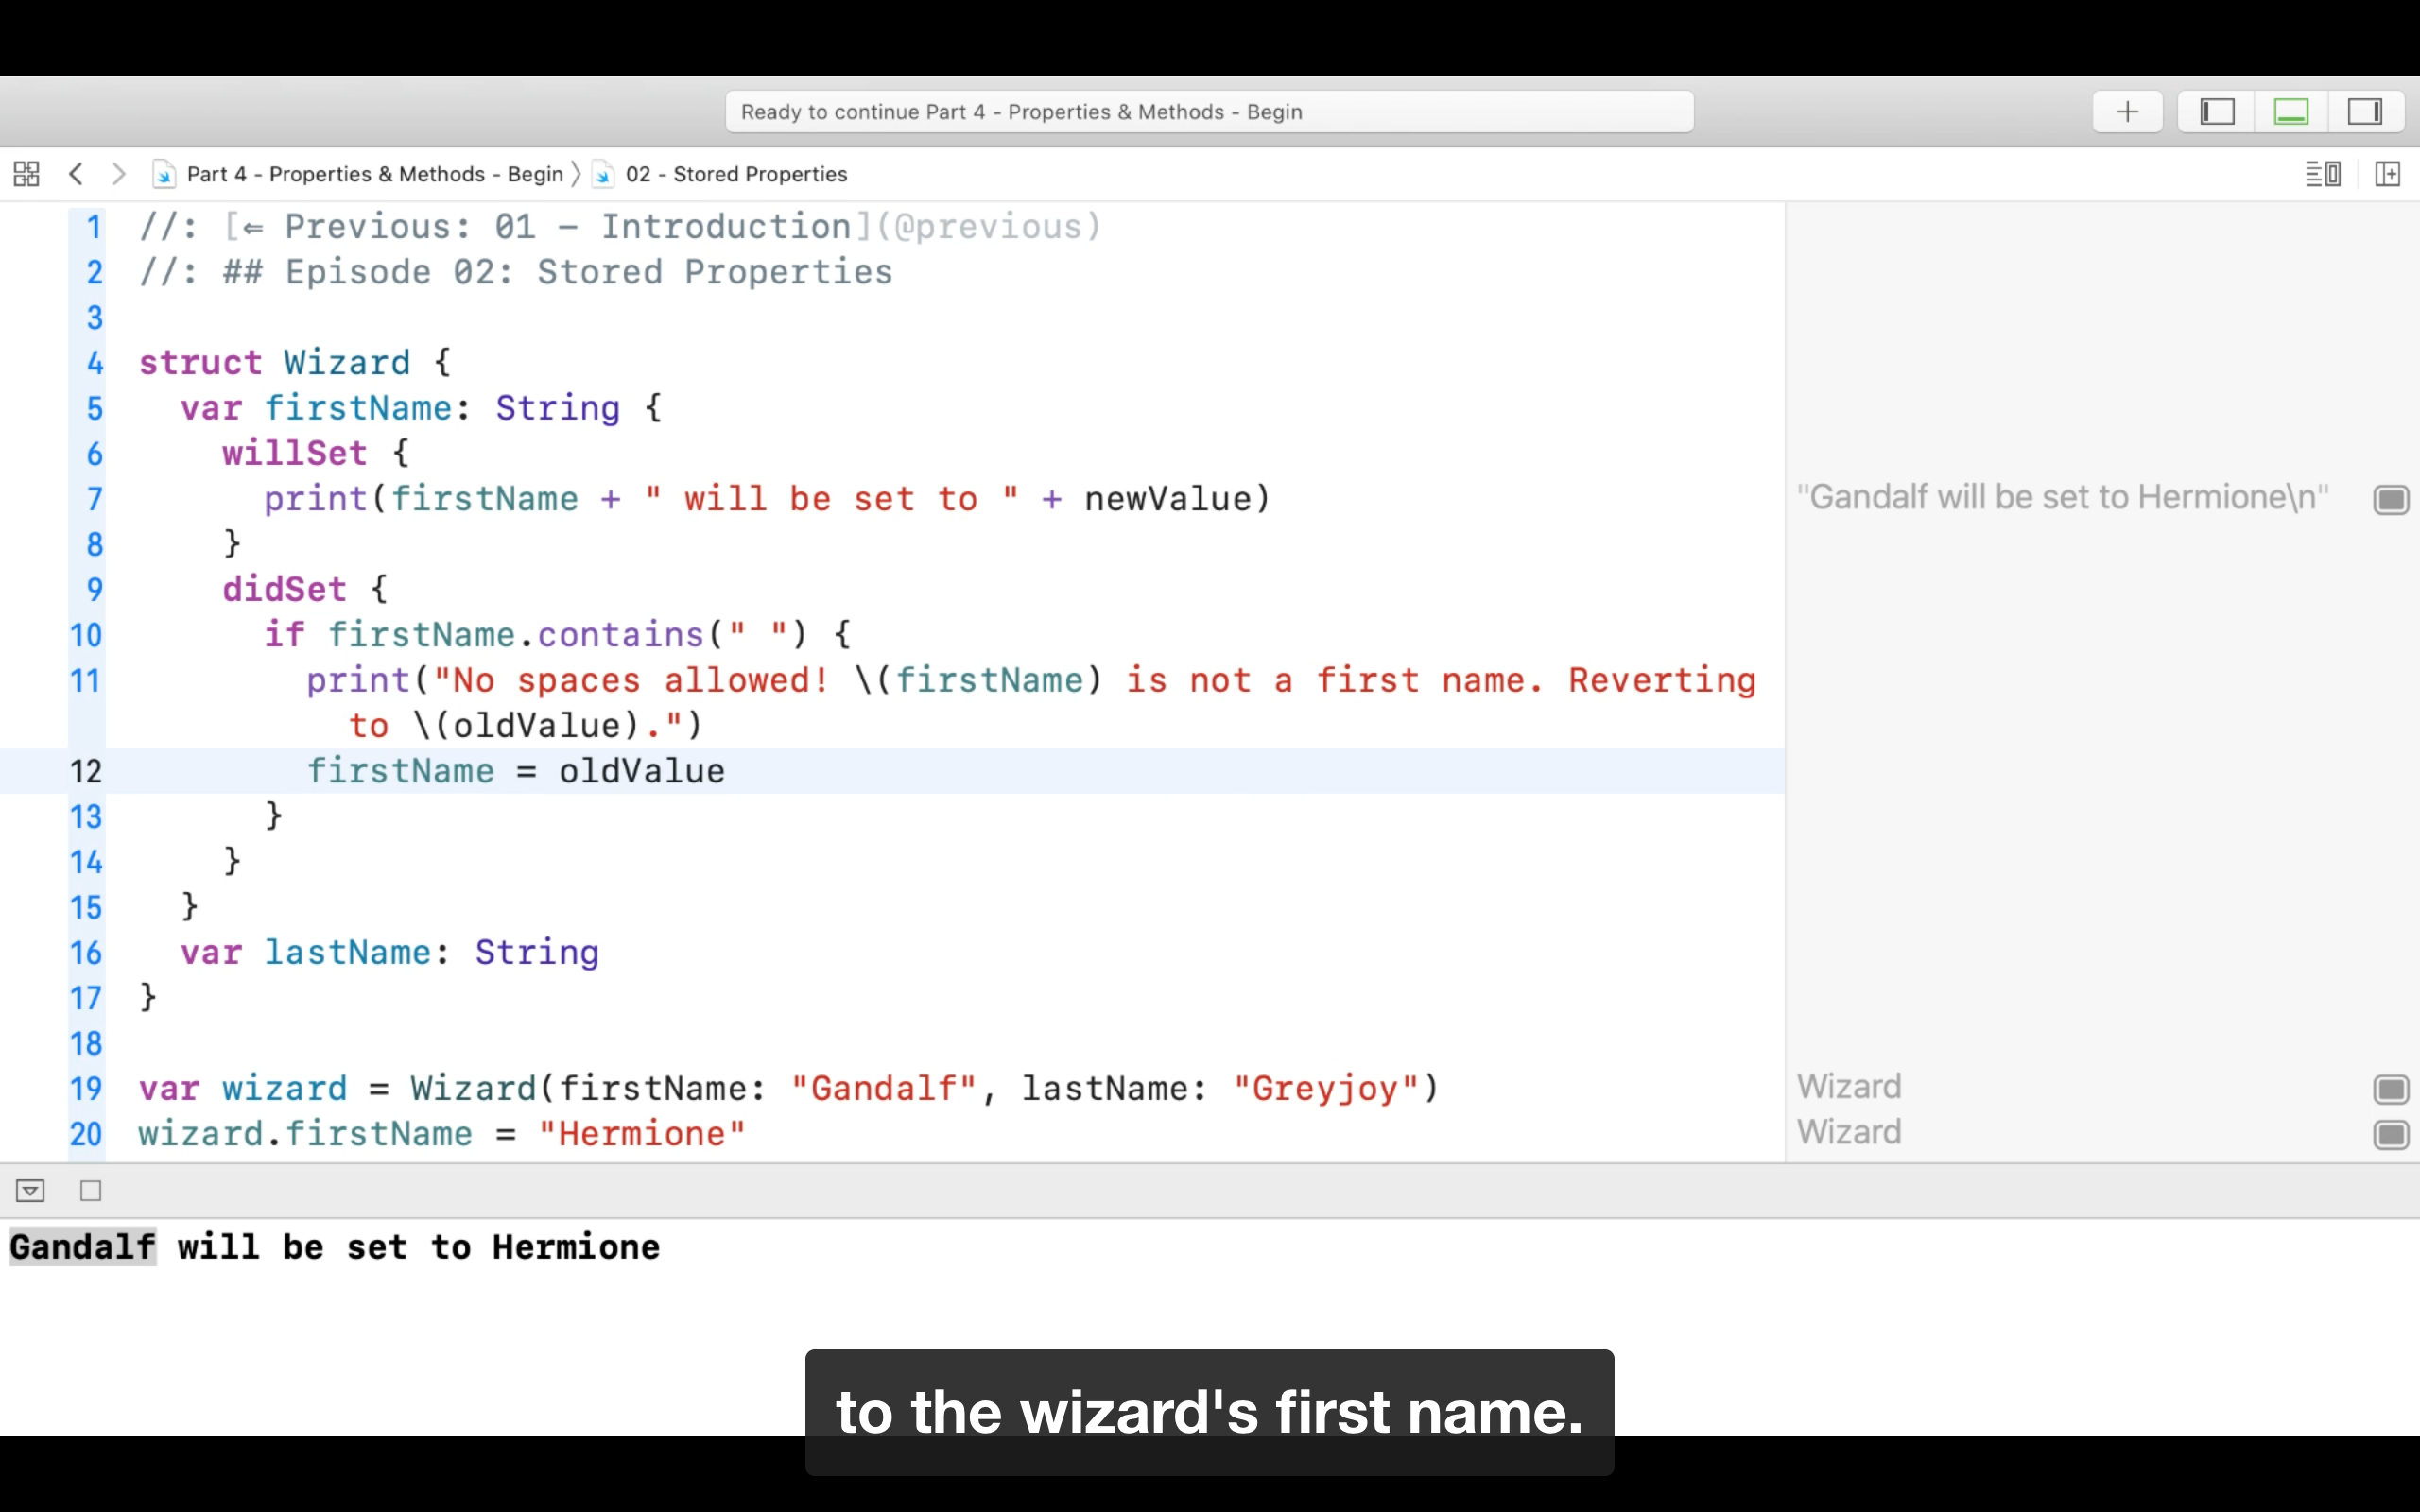 Ready to continue Part 4 - Properties & Methods - Begin
Part 4 - Properties & Methods - Begin 〉 02 - Stored Properties
1 //: [⇐ Previous: 01 - Introduction](@previous)
2 //: ## Episode 02: Stored Properties
3
4 struct Wizard {
5 var firstName: String {
6 willSet {
7 print(firstName + " will be set to " + newValue) "Gandalf will be set to Hermione\n"
8 }
9 didSet {
10 if firstName.contains(" ") {
11 print("No spaces allowed! \(firstName) is not a first name. Reverting
to \(oldValue).")
12 firstName = oldValue
13 }
14 }
15 }
16 var lastName: String
17 }
18
19 var wizard = Wizard(firstName: "Gandalf", lastName: "Greyjoy") Wizard
20 wizard.firstName = "Hermione" Wizard
Gandalf will be set to Hermione
to the wizard's first name.